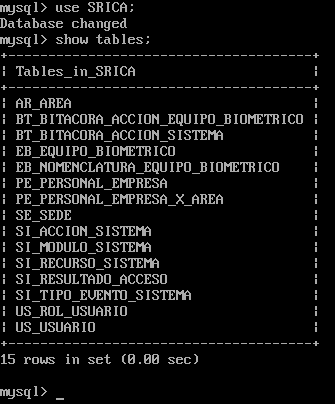 mysql> use SRICA;
Database changed
mysql> show tables;
+---------------------------------------+
| Tables_in_SRICA                       |
+---------------------------------------+
| AR_AREA                               |
| BT_BITACORA_ACCION_EQUIPO_BIOMETRICO  |
| BT_BITACORA_ACCION_SISTEMA            |
| EB_EQUIPO_BIOMETRICO                  |
| EB_NOMENCLATURA_EQUIPO_BIOMETRICO     |
| PE_PERSONAL_EMPRESA                   |
| PE_PERSONAL_EMPRESA_X_AREA            |
| SE_SEDE                               |
| SI_ACCION_SISTEMA                     |
| SI_MODULO_SISTEMA                     |
| SI_RECURSO_SISTEMA                    |
| SI_RESULTADO_ACCESO                   |
| SI_TIPO_EVENTO_SISTEMA                |
| US_ROL_USUARIO                        |
| US_USUARIO                            |
+---------------------------------------+
15 rows in set (0.00 sec)
mysql> _